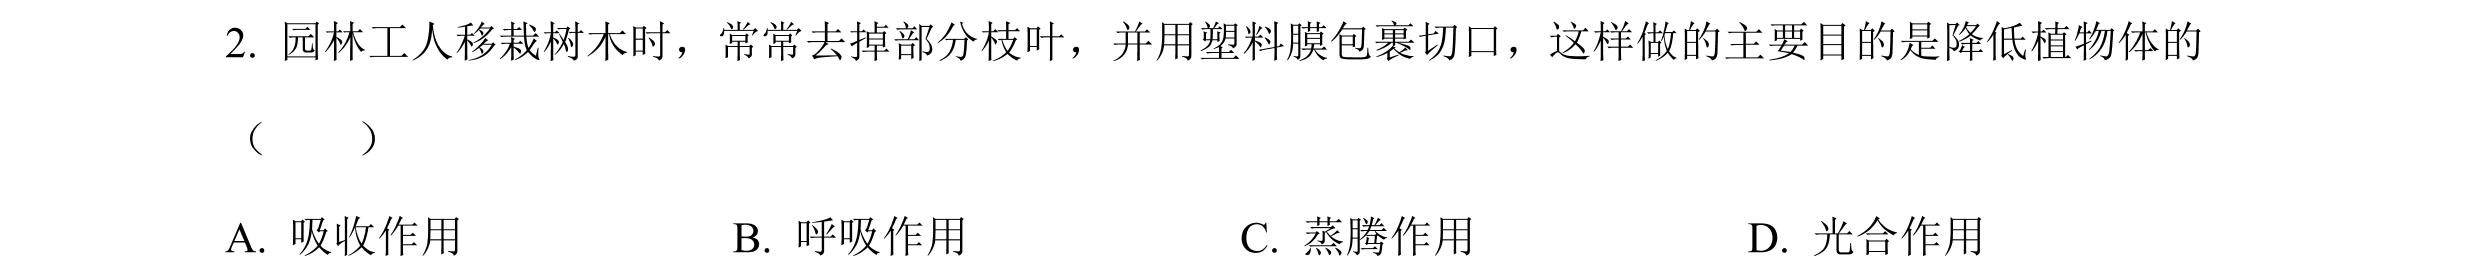 2. 园林工人移栽树木时，常常去掉部分枝叶，并用塑料膜包裹切口，这样做的主要目的是降低植物体的
（　　）
A. 吸收作用　B. 呼吸作用　C. 蒸腾作用　D. 光合作用